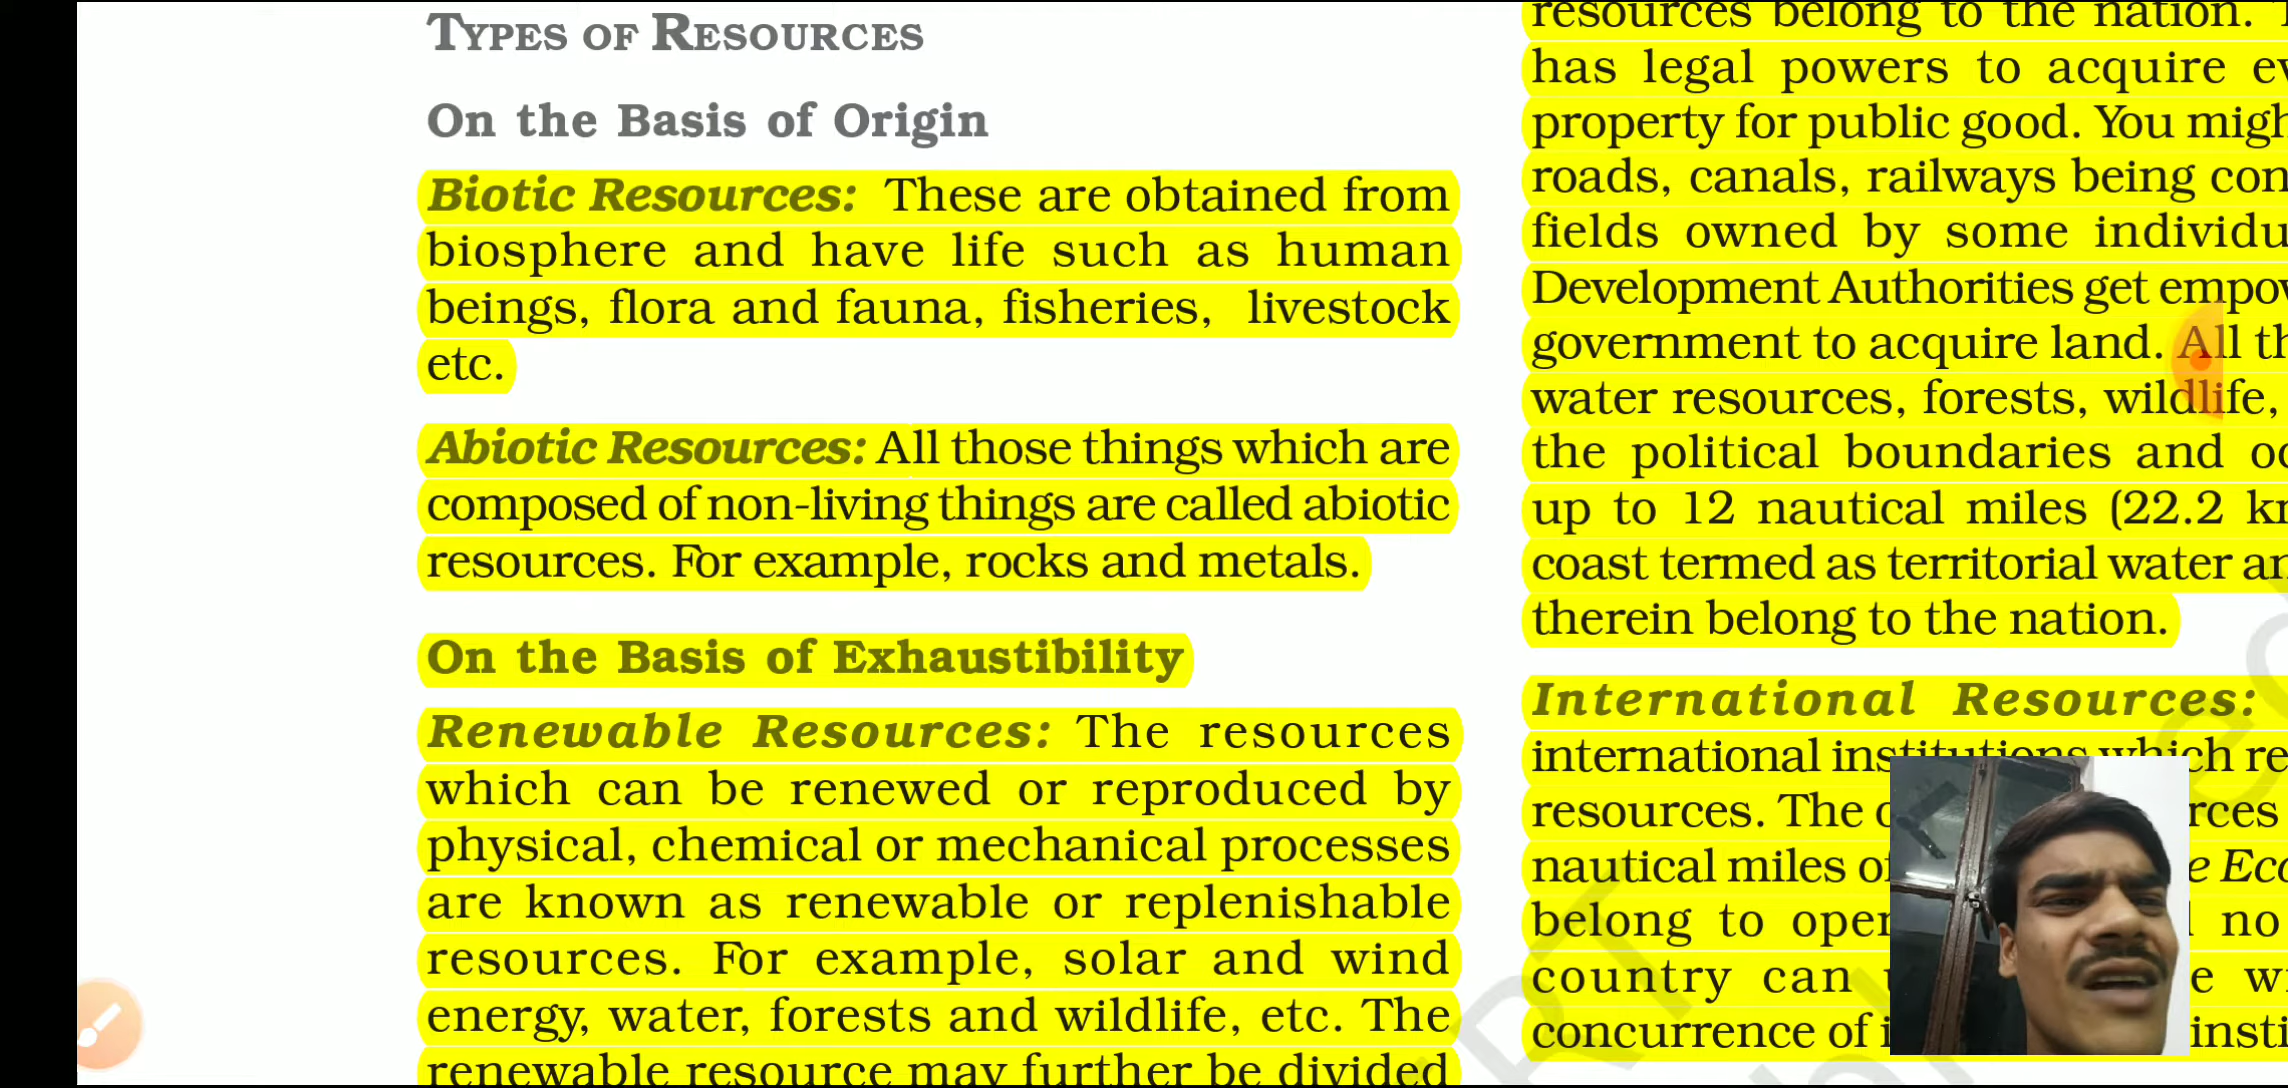 TYPES OF RESOURCES
On the Basis of Origin
Biotic Resources: These are obtained from
biosphere and have life such as human
beings, flora and fauna, fisheries, livestock
etc.
Abiotic Resources: All those things which are
composed of non-living things are called abiotic
resources. For example, rocks and metals.
On the Basis of Exhaustibility
Renewable Resources: The resources
which can be renewed or reproduced by
physical, chemical or mechanical processes
are known as renewable or replenishable
resources. For example, solar and wind
energy, water, forests and wildlife, etc. The
renewable resource may further be divided
resources belong to the nation.
has legal powers to acquire
property for public good. You
roads, canals, railways being
fields owned by some
Development Authorities get
government to acquire land. All
water resources, forests, wildlife,
the political boundaries and
up to 12 nautical miles (22.2
coast termed as territorial water
therein belong to the nation.
International Resources:
international institutions which
resources. The
nautical miles
belong to no
country can
concurrence of